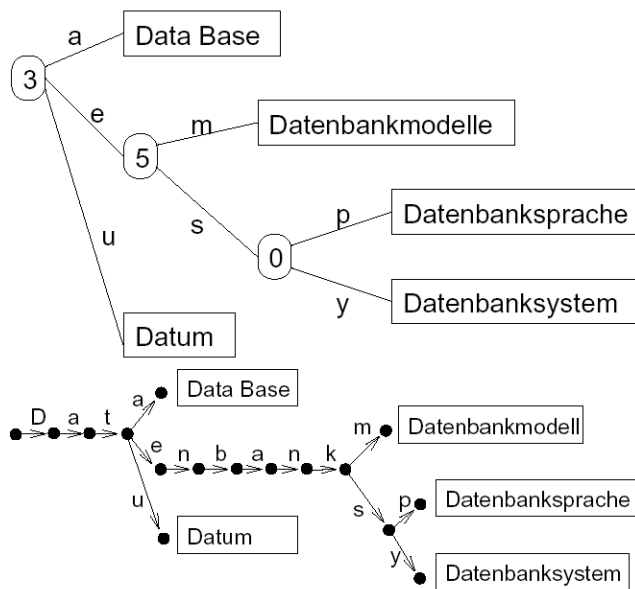 a
Data Base
3
e
m
Datenbankmodelle
5
s
p
Datenbanksprache
u
0
y
Datenbanksystem
Datum
D a t
a
Data Base
e n b a n k
m
Datenbankmodell
u
s
p
Datenbanksprache
Datum
y
Datenbanksystem